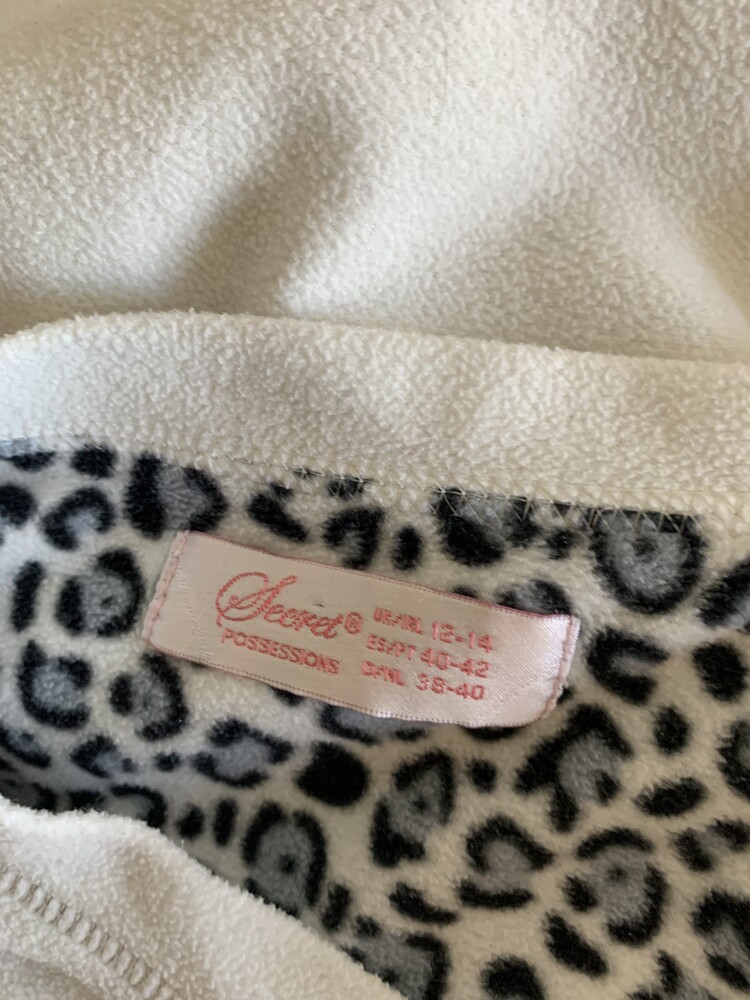 Secret® UK/IRL 12-14
POSSESSIONS ES/PT 40-42
D/NL 38-40